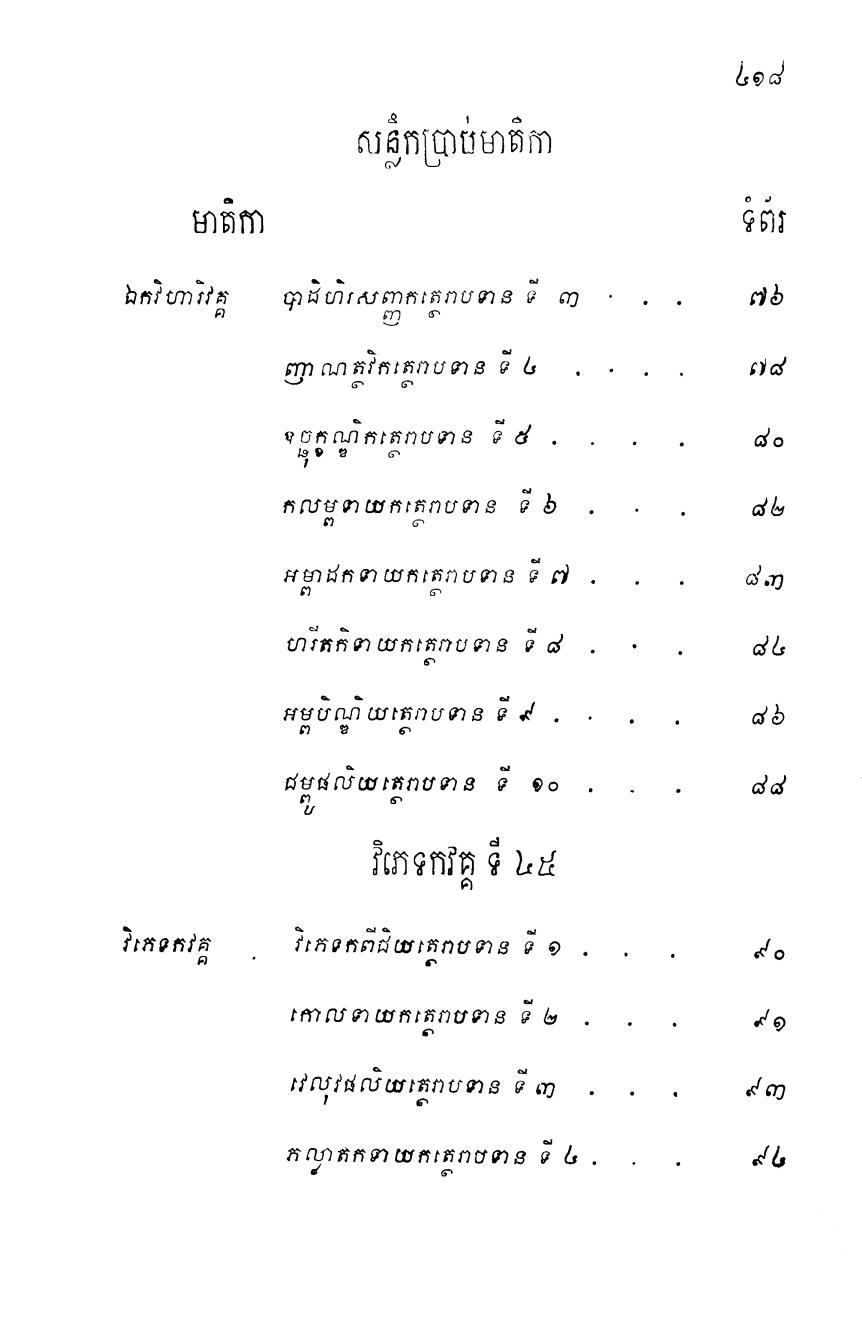 ៤១៨
សន្លឹកប្រាប់មាតិកា
មាតិកា ទំព័រ
ឯកវិហារិវគ្គ បាដិហិរសញ្ញកត្ថេរាបទាន ទី ៣ . . . ៧៦
ញាណត្ថវិកត្ថេរាបទាន ទី ៤ . . . . ៧៨
ឧច្ឆុខណ្ឌិកត្ថេរាបទាន ទី ៥ . . . . ៨០
កលម្ពទាយកត្ថេរាបទាន ទី ៦ . . . ៨២
អម្ពាដកទាយកត្ថេរាបទាន ទី ៧ . . . ៨៣
ហរីតកិទាយកត្ថេរាបទាន ទី ៨ . . . ៨៤
អម្ពបិណ្ឌិយត្ថេរាបទាន ទី ៩ . . . . ៨៦
ជម្ពូផលិយត្ថេរាបទាន ទី ១០ . . . ៨៨
វិភេទកវគ្គ ទី ៤៥
វិភេទកវគ្គ . វិភេទកពីជិយត្ថេរាបទាន ទី ១ . . . ៩០
កោលទាយកត្ថេរាបទាន ទី ២ . . . ៩១
វេលុវផលិយត្ថេរាបទាន ទី ៣ . . . ៩៣
ភល្លាតកទាយកត្ថេរាបទាន ទី ៤ . . . ៩៤